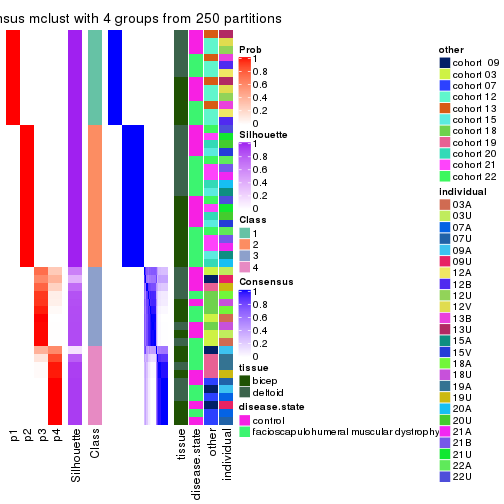 nsus mclust with 4 groups from 250 partitions
p1
p2
p3
p4
Silhouette
Class
tissue
disease.state
other
individual
Prob
1
0.8
0.6
0.4
0.2
0
Silhouette
1
0.8
0.6
0.4
0.2
0
Class
1
2
3
4
Consensus
1
0.8
0.6
0.4
0.2
0
tissue
bicep
deltoid
disease.state
control
facioscapulohumeral muscular dystrophy
other
cohort  09
cohort 03
cohort 07
cohort 12
cohort 13
cohort 15
cohort 18
cohort 19
cohort 20
cohort 21
cohort 22
individual
03A
03U
07A
07U
09A
09U
12A
12B
12U
12V
13B
13U
15A
15V
18A
18U
19A
19U
20A
20U
21A
21B
21U
22A
22U